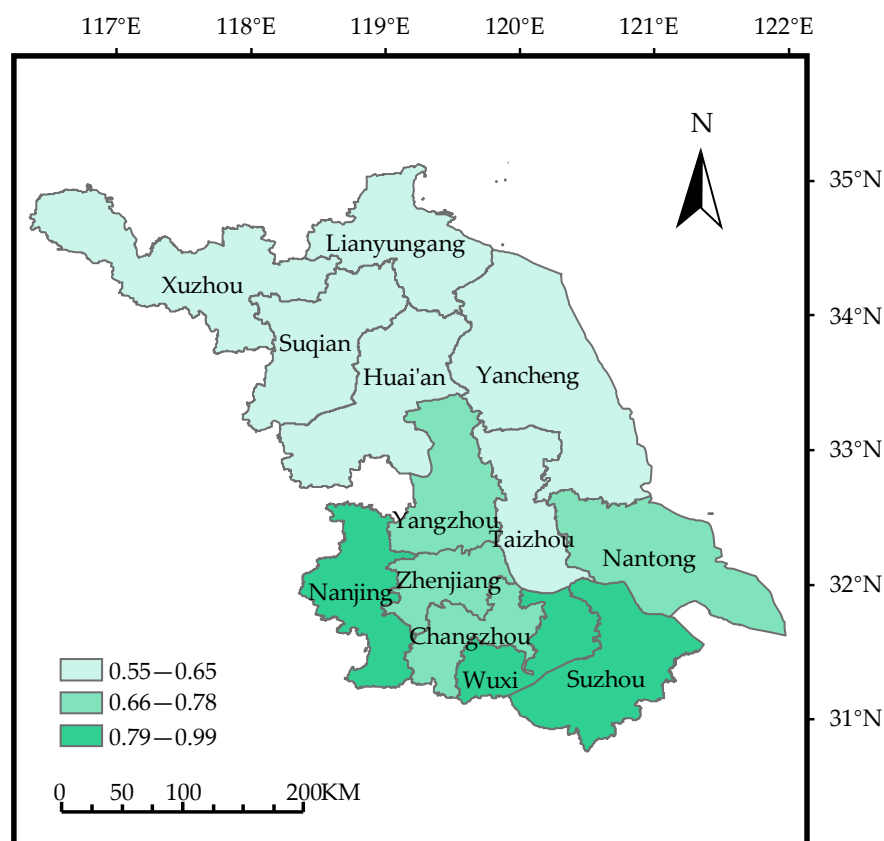 117°E 118°E 119°E 120°E 121°E 122°E
N
35°N
Lianyungang
Xuzhou
34°N
Suqian
Huai'an
Yancheng
33°N
Yangzhou
Taizhou
Nantong
Zhenjiang
Nanjing
32°N
Changzhou
Wuxi
Suzhou
0.55—0.65
0.66—0.78
31°N
0.79—0.99
0 50 100 200KM